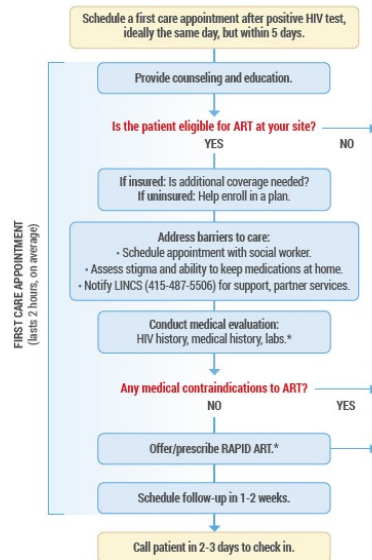 Schedule a first care appointment after positive HIV test,
ideally the same day, but within 5 days.
FIRST CARE APPOINTMENT
(lasts 2 hours, on average)
Provide counseling and education.
Is the patient eligible for ART at your site?
YES
NO
If insured: Is additional coverage needed?
If uninsured: Help enroll in a plan.
Address barriers to care:
• Schedule appointment with social worker.
• Assess stigma and ability to keep medications at home.
• Notify LINCS (415-487-5506) for support, partner services.
Conduct medical evaluation:
HIV history, medical history, labs.*
Any medical contraindications to ART?
NO
YES
Offer/prescribe RAPID ART.*
Schedule follow-up in 1-2 weeks.
Call patient in 2-3 days to check in.